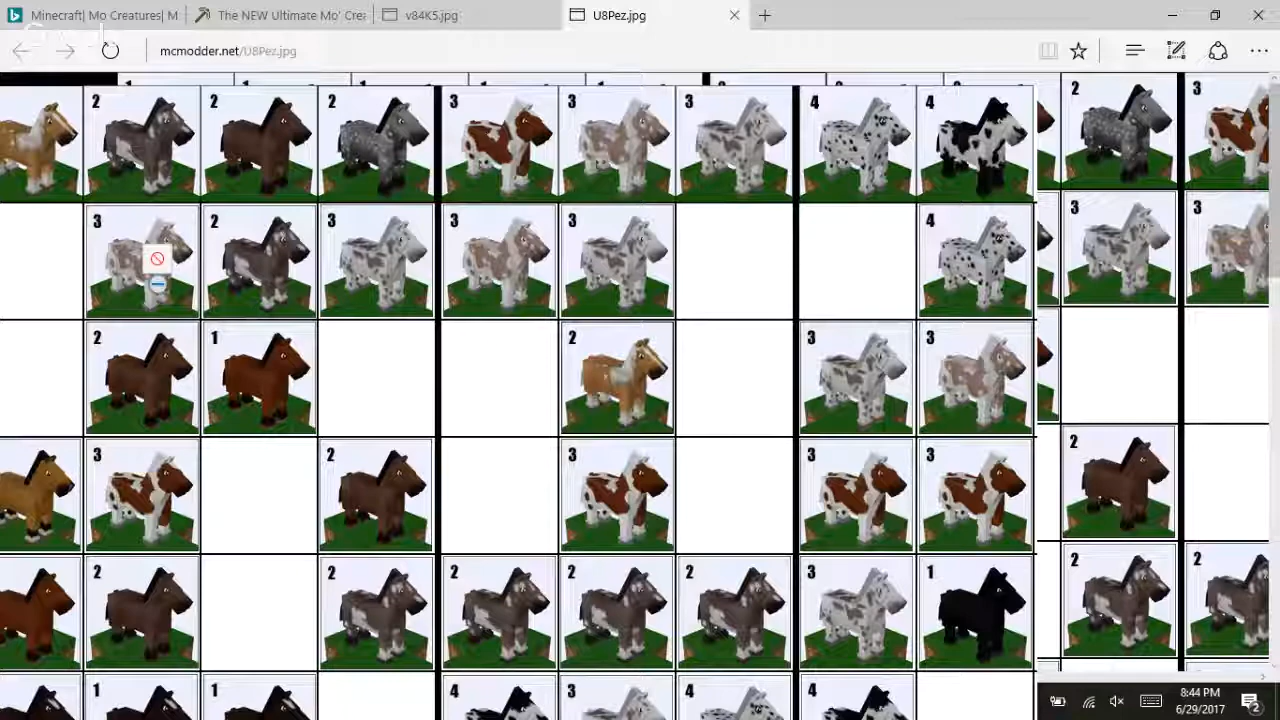 Minecraft| Mo Creatures| M
The NEW Ultimate Mo' Crea
v84K5.jpg
U8Pez.jpg
mcmodder.net/U8Pez.jpg
2 2 2 3 3 3 4 4 2 3
3 2 3 3 3 4 3 3
2 1 2 3 3
3 2 3 3 3 2
2 2 2 2 2 3 1 2 2
1 1 4 3 4 4
8:44 PM
6/29/2017
2